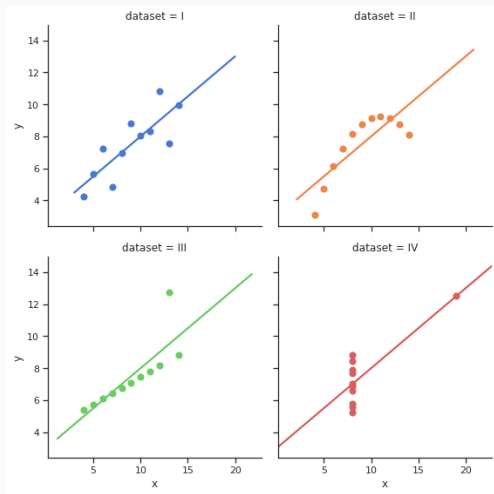 dataset = I
dataset = II
14
12
10
8
6
4
y
dataset = III
dataset = IV
14
12
10
8
6
4
y
5
10
15
20
x
5
10
15
20
x